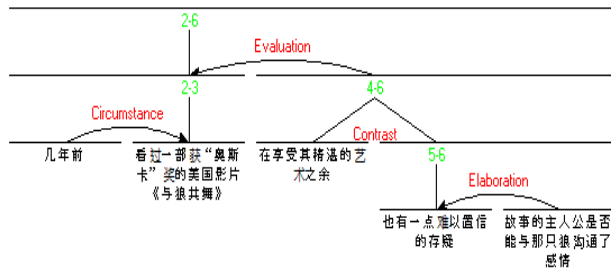 2-6
Evaluation
2-3
4-6
Circumstance
Contrast
几年前
看过一部获“奥斯
卡”奖的美国影片
《与狼共舞》
在享受其精湛的艺
术之余
5-6
Elaboration
也有一点难以置信
的存疑
故事的主人公是否
能与那只狼沟通了
感情